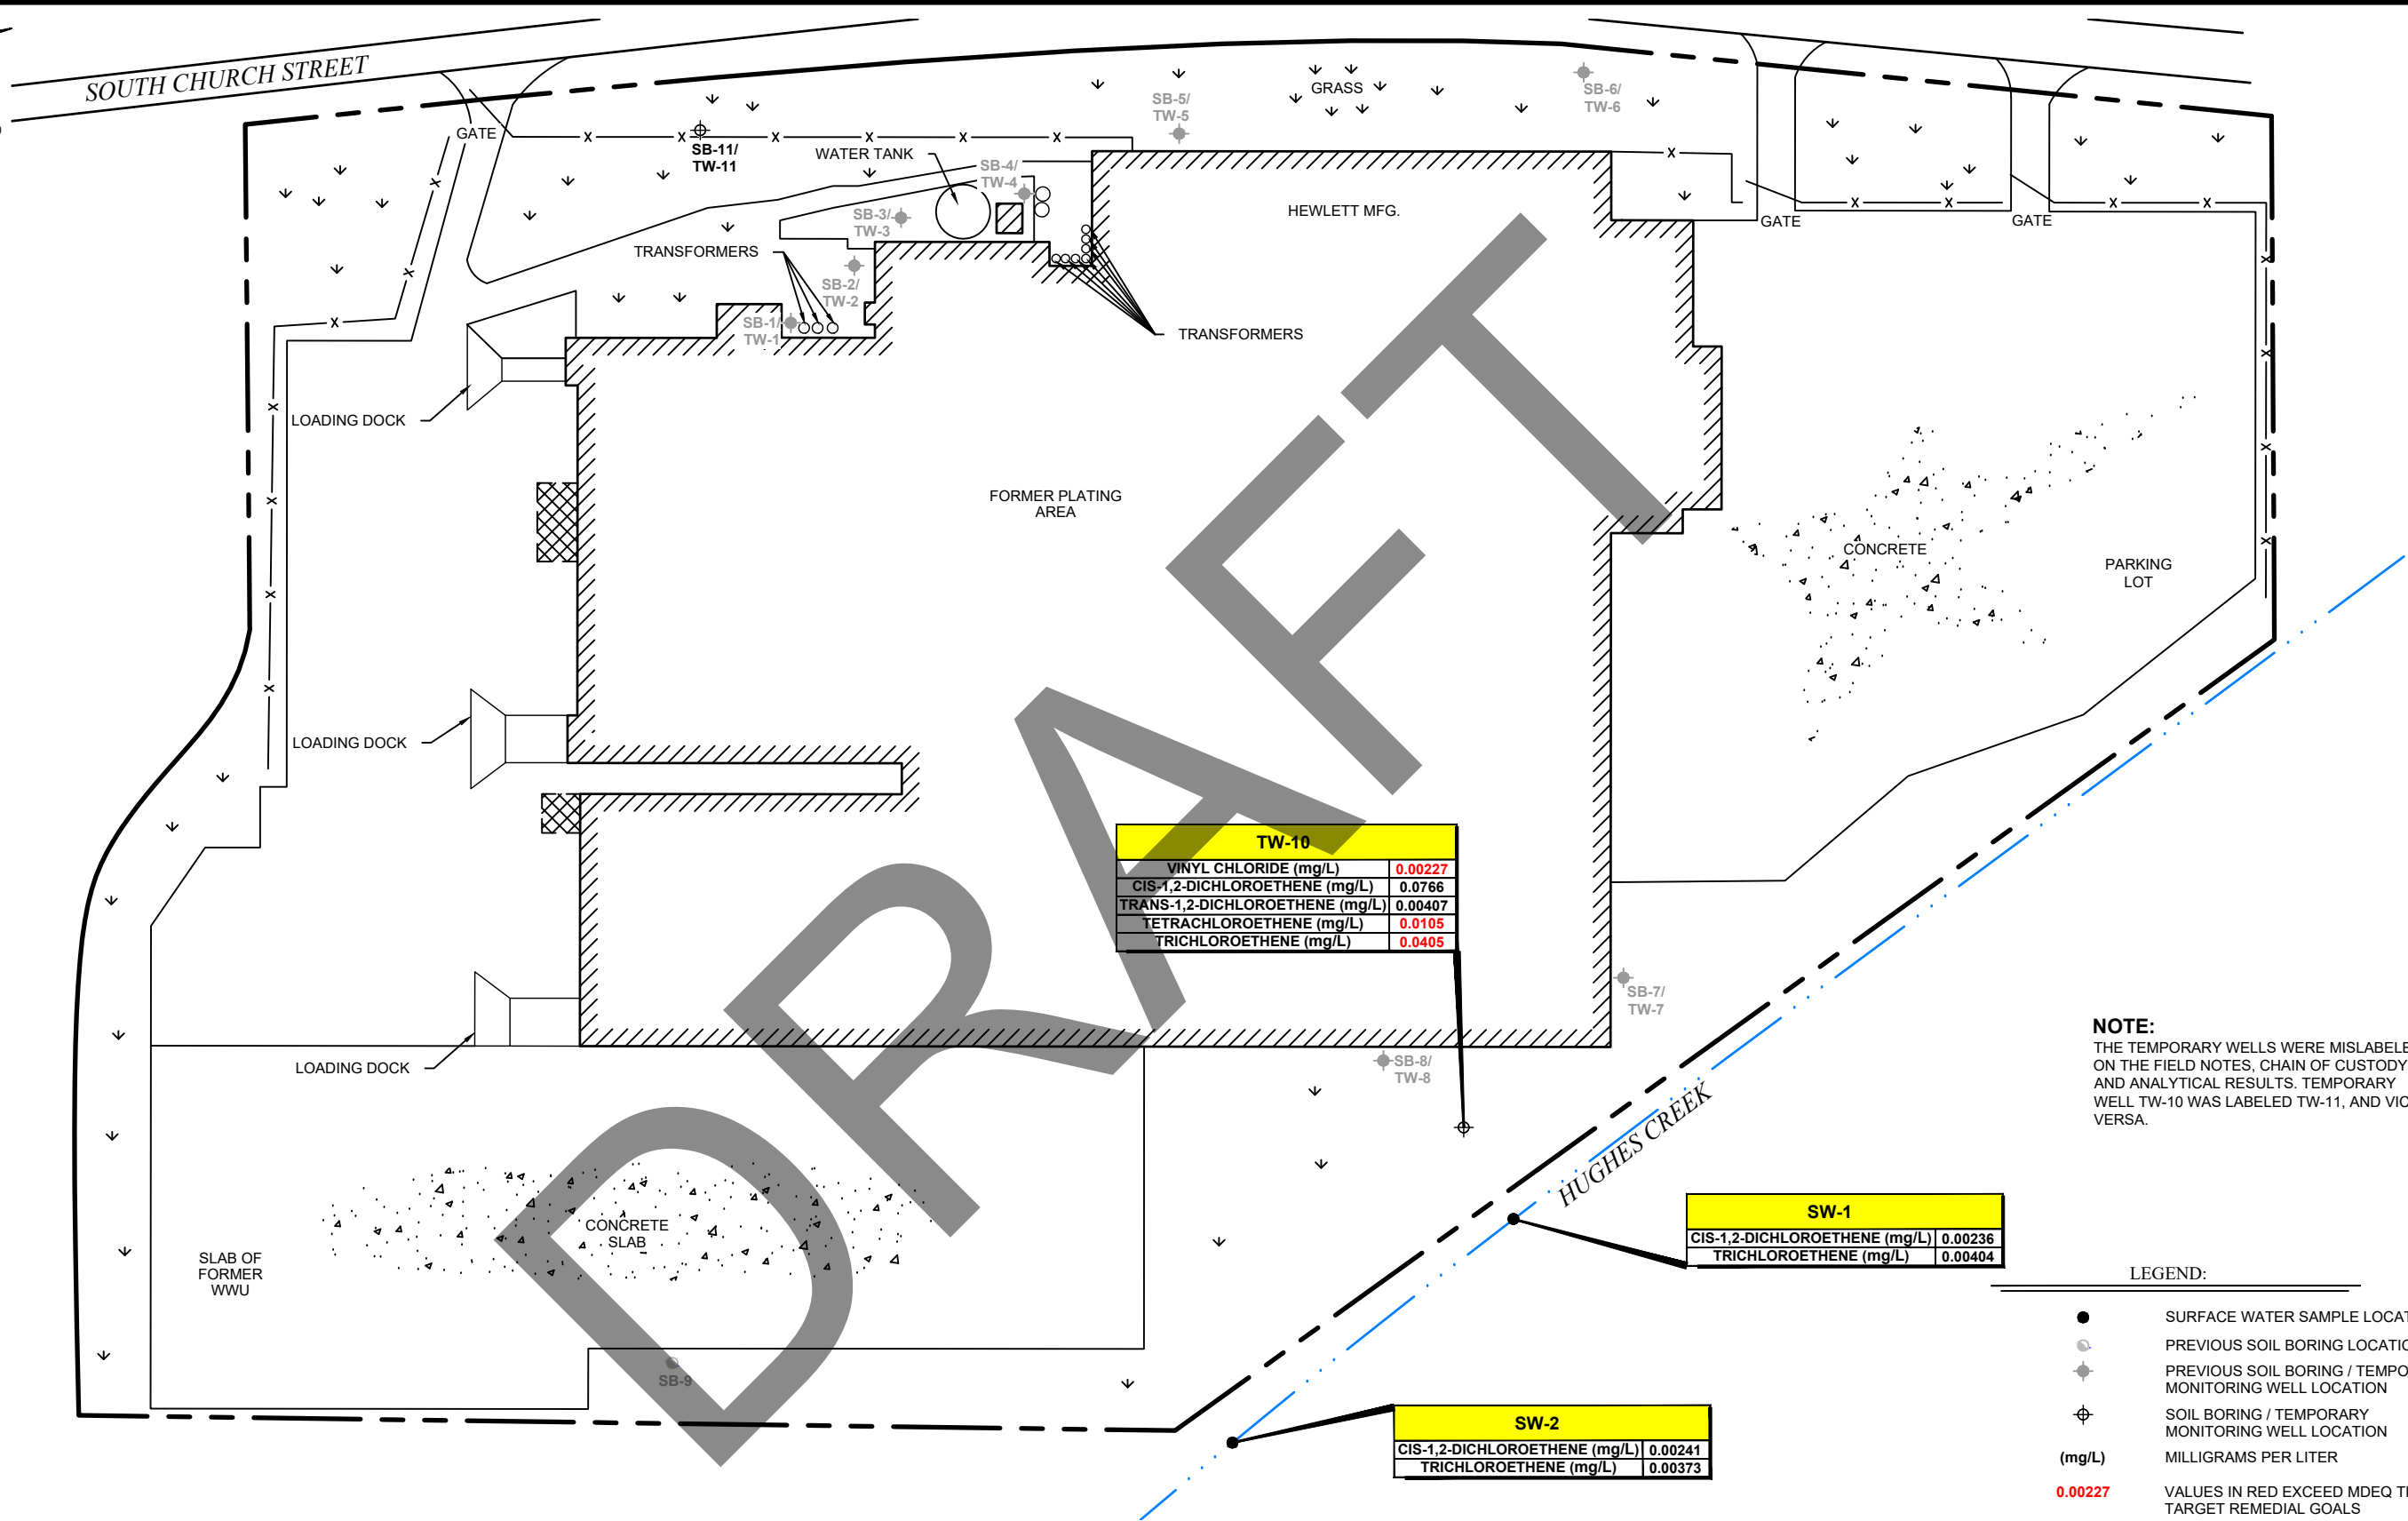 SOUTH CHURCH STREET
GATE
SB-11/
TW-11
WATER TANK
SB-5/
TW-5
GRASS
SB-6/
TW-6
SB-4/
TW-4
SB-3/
TW-3
HEWLETT MFG.
GATE
GATE
TRANSFORMERS
SB-2/
TW-2
SB-1/
TW-1
TRANSFORMERS
LOADING DOCK
FORMER PLATING
AREA
CONCRETE
PARKING
LOT
LOADING DOCK
TW-10
VINYL CHLORIDE (mg/L) 0.00227
CIS-1,2-DICHLOROETHENE (mg/L) 0.0766
TRANS-1,2-DICHLOROETHENE (mg/L) 0.00407
TETRACHLOROETHENE (mg/L) 0.0105
TRICHLOROETHENE (mg/L) 0.0405
SB-7/
TW-7
LOADING DOCK
SB-8/
TW-8
HUGHES CREEK
NOTE:
THE TEMPORARY WELLS WERE MISLABELE
ON THE FIELD NOTES, CHAIN OF CUSTODY
AND ANALYTICAL RESULTS. TEMPORARY
WELL TW-10 WAS LABELED TW-11, AND VIC
VERSA.
CONCRETE
SLAB
SLAB OF
FORMER
WWU
SB-9
SW-1
CIS-1,2-DICHLOROETHENE (mg/L) 0.00236
TRICHLOROETHENE (mg/L) 0.00404
SW-2
CIS-1,2-DICHLOROETHENE (mg/L) 0.00241
TRICHLOROETHENE (mg/L) 0.00373
LEGEND:
SURFACE WATER SAMPLE LOCAT
PREVIOUS SOIL BORING LOCATIO
PREVIOUS SOIL BORING / TEMPO
MONITORING WELL LOCATION
SOIL BORING / TEMPORARY
MONITORING WELL LOCATION
(mg/L) MILLIGRAMS PER LITER
0.00227 VALUES IN RED EXCEED MDEQ TI
TARGET REMEDIAL GOALS
DRAFT